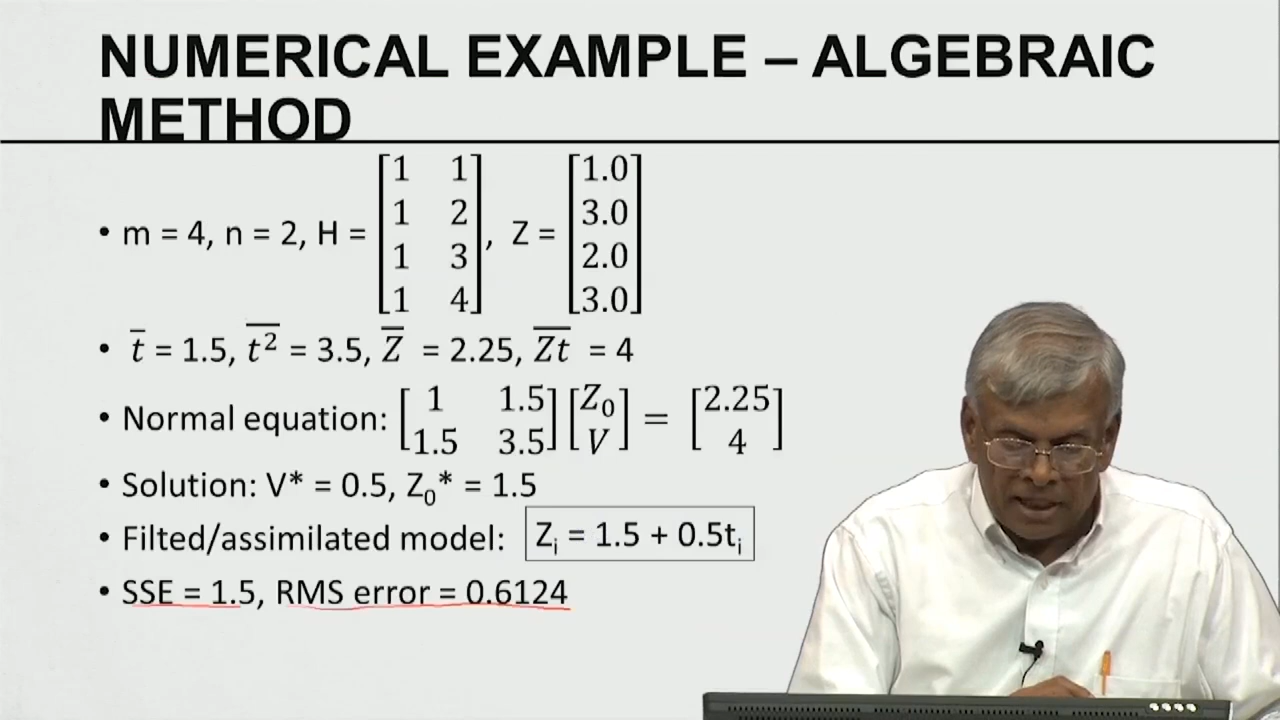 NUMERICAL EXAMPLE – ALGEBRAIC
METHOD
• m = 4, n = 2, H = [1 1; 1 2; 1 3; 1 4], Z = [1.0; 3.0; 2.0; 3.0]
• t̅ = 1.5, t²̅ = 3.5, Z̅ = 2.25, Z̅t̅ = 4
• Normal equation: [1 1.5; 1.5 3.5] [Z₀; V] = [2.25; 4]
• Solution: V* = 0.5, Z₀* = 1.5
• Filted/assimilated model: Zᵢ = 1.5 + 0.5tᵢ
• SSE = 1.5, RMS error = 0.6124